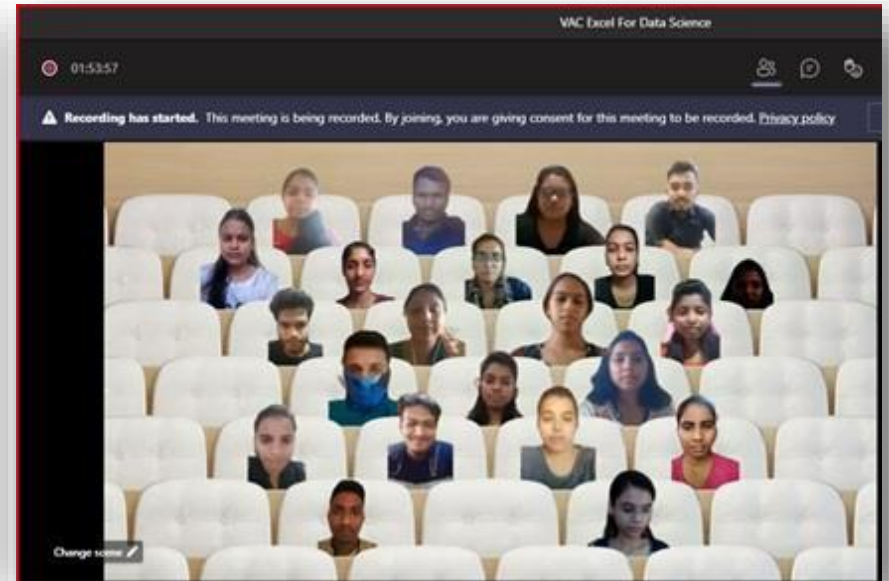 VAC Excel For Data Science
01:53:57
Recording has started. This meeting is being recorded. By joining, you are giving consent for this meeting to be recorded. Privacy policy
Change scene